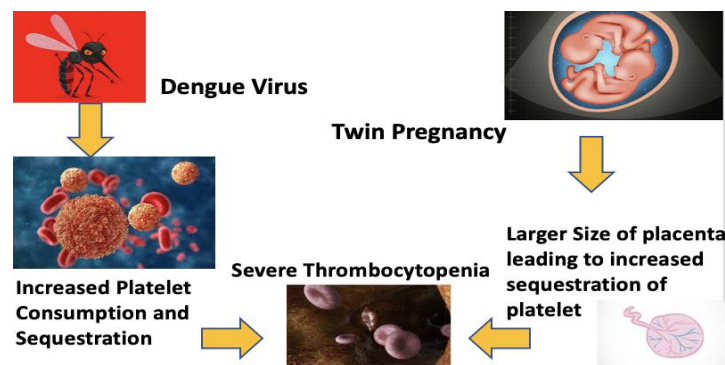 Dengue Virus
Twin Pregnancy
Increased Platelet
Consumption and
Sequestration
Severe Thrombocytopenia
Larger Size of placenta
leading to increased
sequestration of
platelet